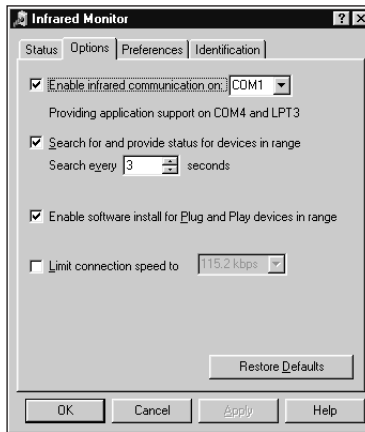 Infrared Monitor
Status Options Preferences Identification
Enable infrared communication on: COM1
Providing application support on COM4 and LPT3
Search for and provide status for devices in range
Search every 3 seconds
Enable software install for Plug and Play devices in range
Limit connection speed to 115.2 kbps
Restore Defaults
OK Cancel Apply Help